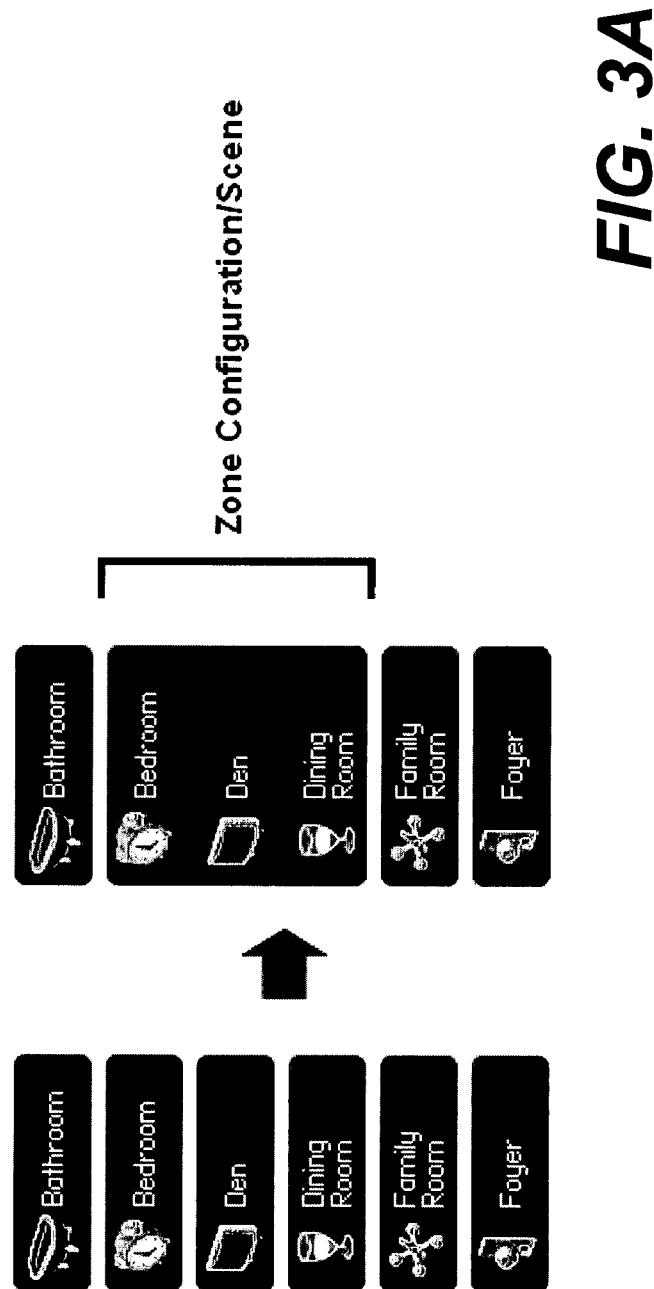 Bathroom
Bedroom
Den
Dining
Room
Family
Room
Foyer
Bathroom
Bedroom
Den
Dining
Room
Family
Room
Foyer
Zone Configuration/Scene
FIG. 3A